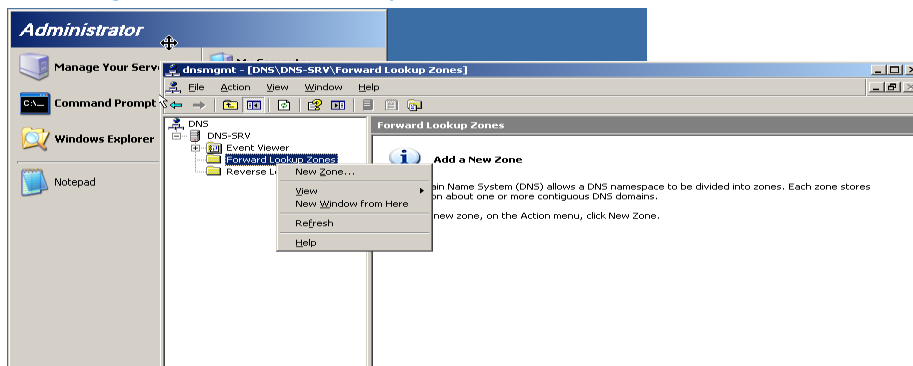 Administrator
Manage Your Serv
Command Prompt
Windows Explorer
Notepad
dnsmgmt - [DNS\DNS-SRV\Forward Lookup Zones]
File Action View Window Help
DNS
DNS-SRV
Event Viewer
Forward Lookup Zones
Reverse L
New Zone...
View
New Window from Here
Refresh
Help
Forward Lookup Zones
Add a New Zone
ain Name System (DNS) allows a DNS namespace to be divided into zones. Each zone stores
on about one or more contiguous DNS domains.
new zone, on the Action menu, click New Zone.